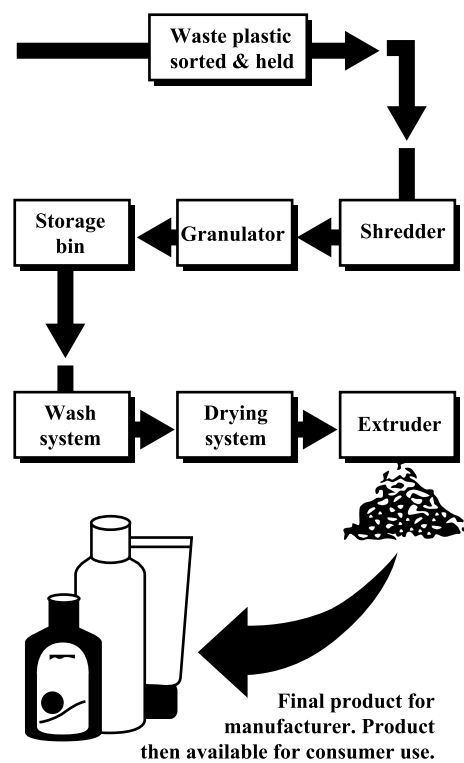 Waste plastic
sorted & held
Shredder
Granulator
Storage
bin
Wash
system
Drying
system
Extruder
Final product for
manufacturer. Product
then available for consumer use.